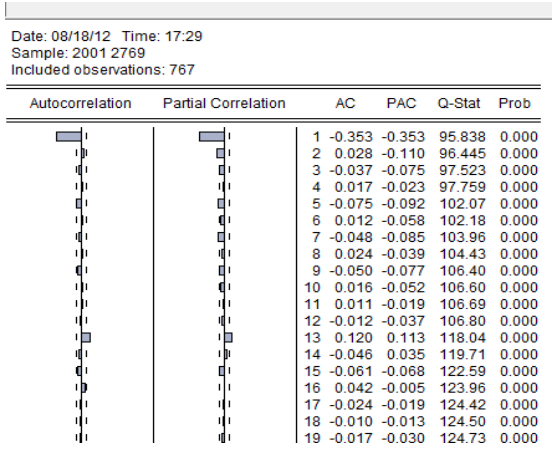 Date: 08/18/12 Time: 17:29
Sample: 2001 2769
Included observations: 767
Autocorrelation Partial Correlation AC PAC Q-Stat Prob
1 -0.353 -0.353 95.838 0.000
2 0.028 -0.110 96.445 0.000
3 -0.037 -0.075 97.523 0.000
4 0.017 -0.023 97.759 0.000
5 -0.075 -0.092 102.07 0.000
6 0.012 -0.058 102.18 0.000
7 -0.048 -0.085 103.96 0.000
8 0.024 -0.039 104.43 0.000
9 -0.050 -0.077 106.40 0.000
10 0.016 -0.052 106.60 0.000
11 0.011 -0.019 106.69 0.000
12 -0.012 -0.037 106.80 0.000
13 0.120 0.113 118.04 0.000
14 -0.046 0.035 119.71 0.000
15 -0.061 -0.068 122.59 0.000
16 0.042 -0.005 123.96 0.000
17 -0.024 -0.019 124.42 0.000
18 -0.010 -0.013 124.50 0.000
19 -0.017 -0.030 124.73 0.000